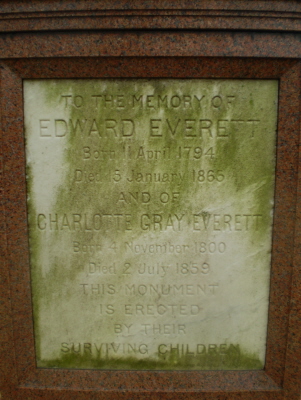 TO THE MEMORY OF
EDWARD EVERETT
Born 11 April 1794
Died 15 January 1865
AND OF
CHARLOTTE GRAY EVERETT
Born 4 November 1800
Died 2 July 1859
THIS MONUMENT
IS ERECTED
BY THEIR
SURVIVING CHILDREN